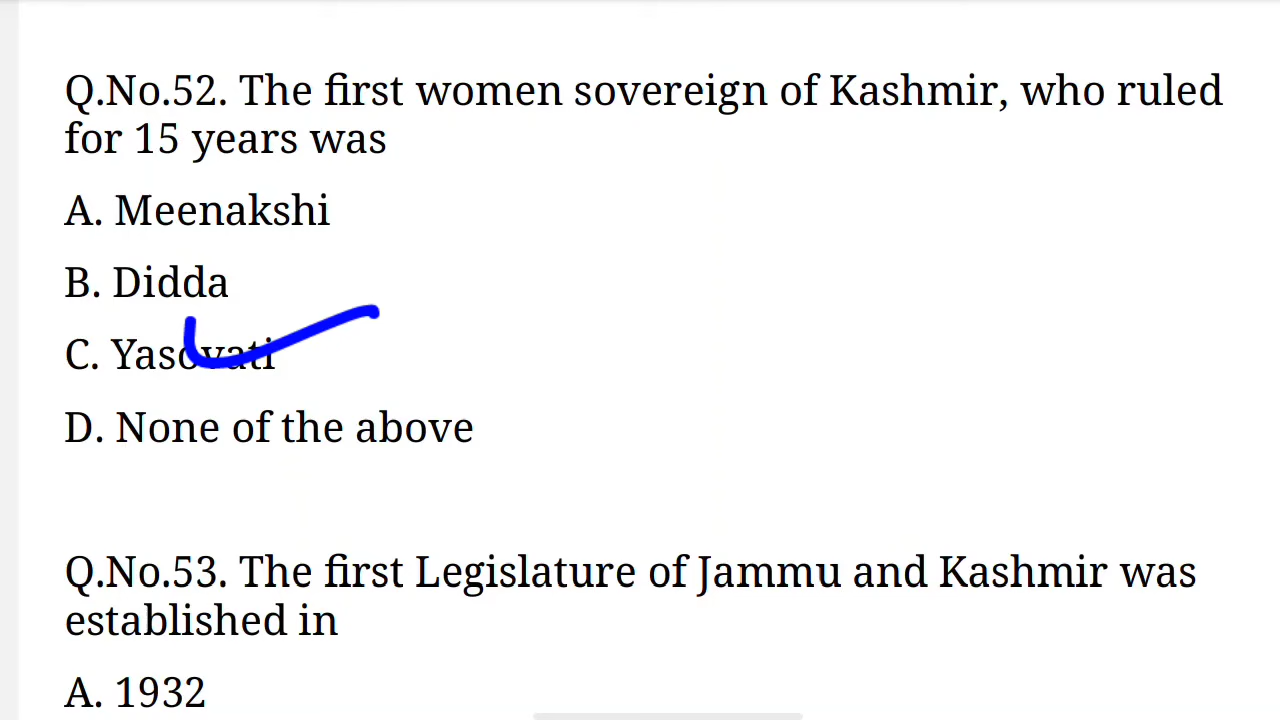 Q.No.52. The first women sovereign of Kashmir, who ruled
for 15 years was
A. Meenakshi
B. Didda
C. Yasovati
D. None of the above
Q.No.53. The first Legislature of Jammu and Kashmir was
established in
A. 1932